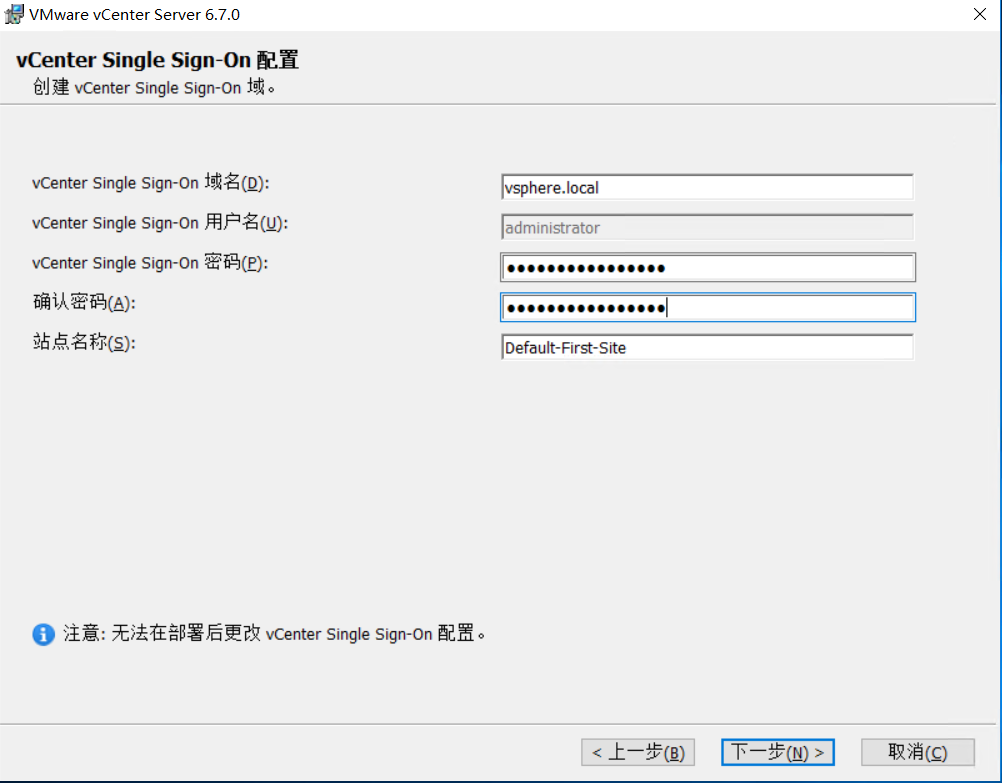 VMware vCenter Server 6.7.0
vCenter Single Sign-On 配置
创建 vCenter Single Sign-On 域。
vCenter Single Sign-On 域名(D): vsphere.local
vCenter Single Sign-On 用户名(U): administrator
vCenter Single Sign-On 密码(P): ●●●●●●●●●●●●●●●●
确认密码(A): ●●●●●●●●●●●●●●●●
站点名称(S): Default-First-Site
注意: 无法在部署后更改 vCenter Single Sign-On 配置。
< 上一步(B) 下一步(N) > 取消(C)